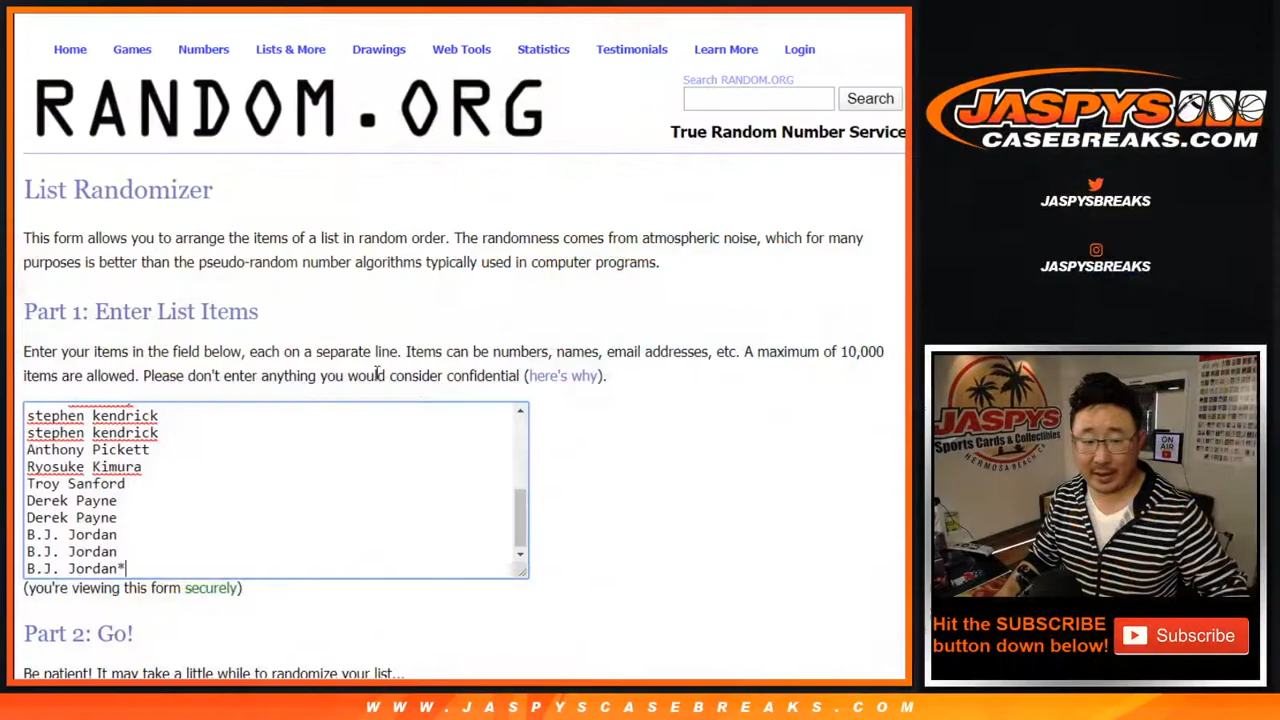 Home Games Numbers Lists & More Drawings Web Tools Statistics Testimonials Learn More Login
RANDOM.ORG
Search RANDOM.ORG
Search
True Random Number Service
List Randomizer
This form allows you to arrange the items of a list in random order. The randomness comes from atmospheric noise, which for many
purposes is better than the pseudo-random number algorithms typically used in computer programs.
Part 1: Enter List Items
Enter your items in the field below, each on a separate line. Items can be numbers, names, email addresses, etc. A maximum of 10,000
items are allowed. Please don't enter anything you would consider confidential (here's why).
stephen kendrick
stephen kendrick
Anthony Pickett
Ryosuke Kimura
Troy Sanford
Derek Payne
Derek Payne
B.J. Jordan
B.J. Jordan
B.J. Jordan*
(you're viewing this form securely)
Part 2: Go!
Be patient! It may take a little while to randomize your list...
JASPYS
CASEBREAKS.COM
JASPYSBREAKS
JASPYSBREAKS
JASPYS
Sports Cards & Collectibles
HERMOSA BEACH, CA
ON AIR
Hit the SUBSCRIBE
button down below!
Subscribe
WWW.JASPYSCASEBREAKS.COM